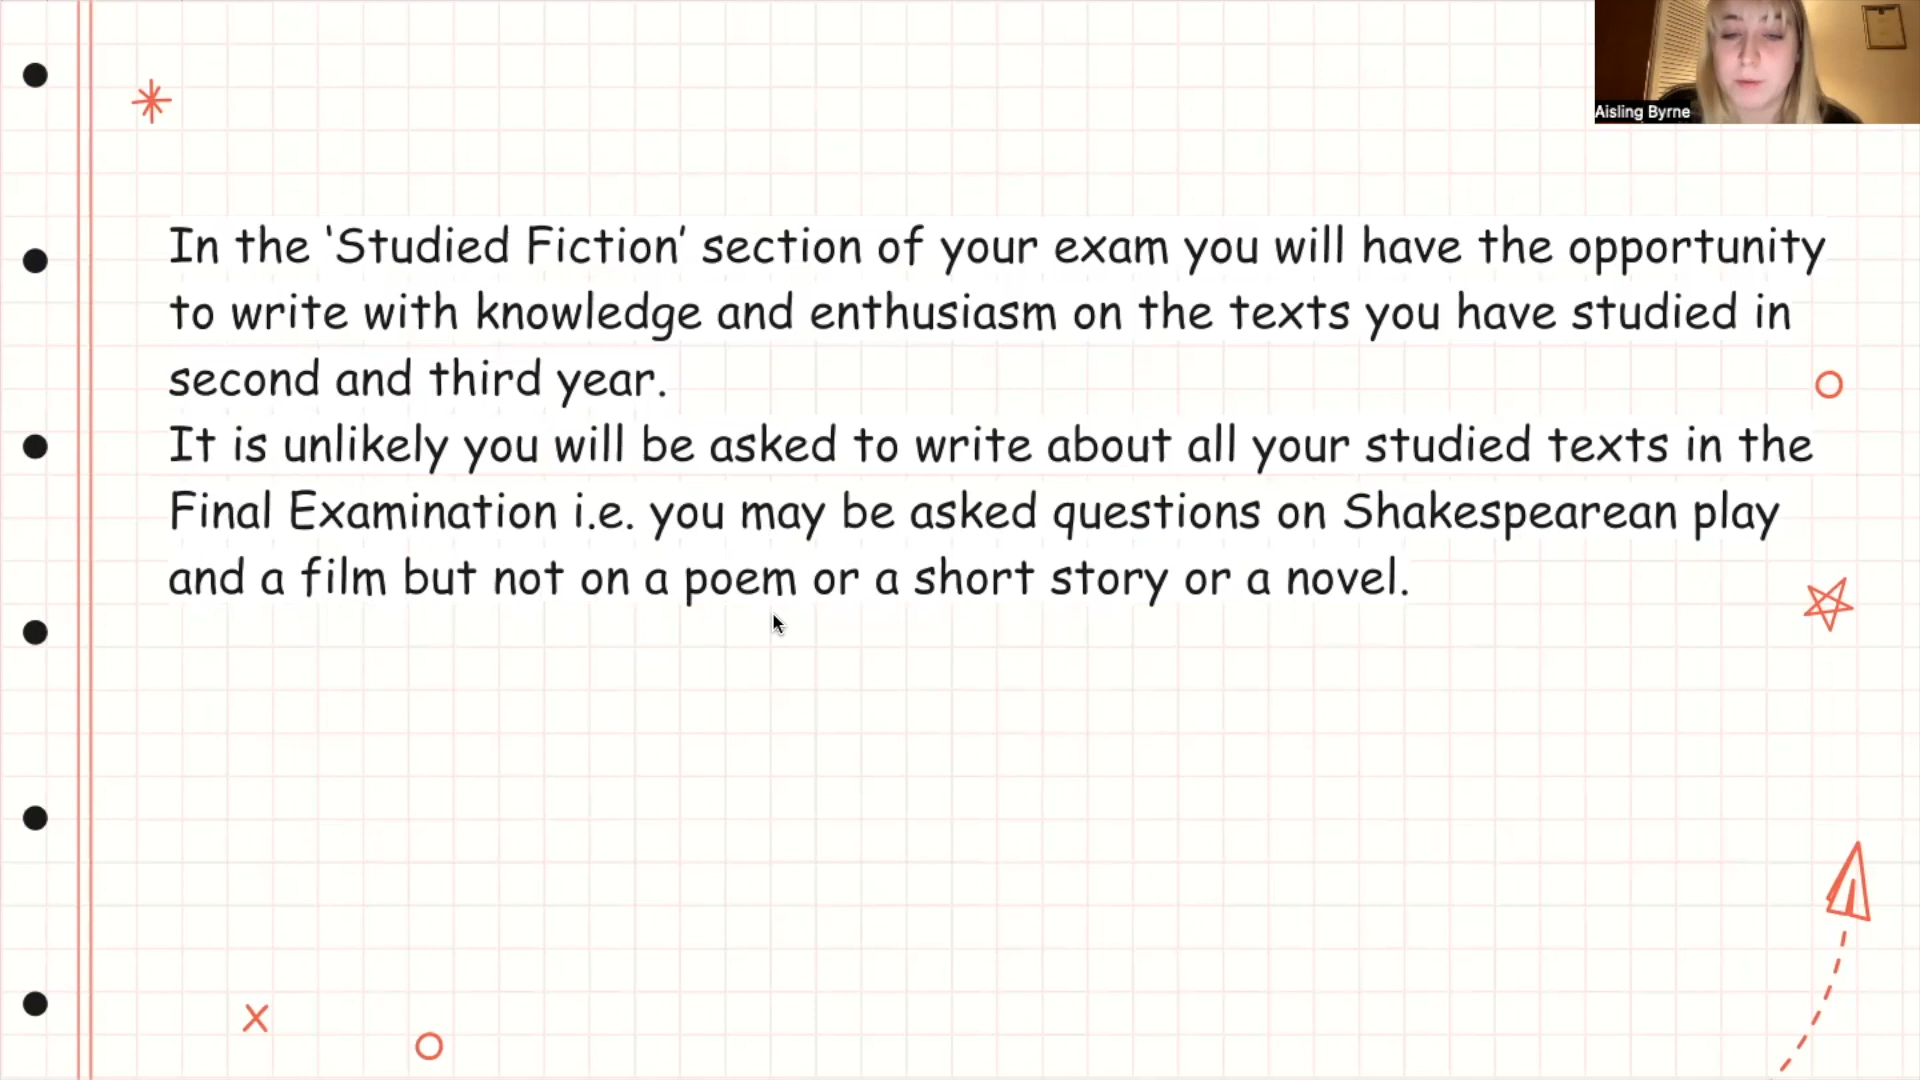 Aisling Byrne
In the ‘Studied Fiction’ section of your exam you will have the opportunity
to write with knowledge and enthusiasm on the texts you have studied in
second and third year.
It is unlikely you will be asked to write about all your studied texts in the
Final Examination i.e. you may be asked questions on Shakespearean play
and a film but not on a poem or a short story or a novel.